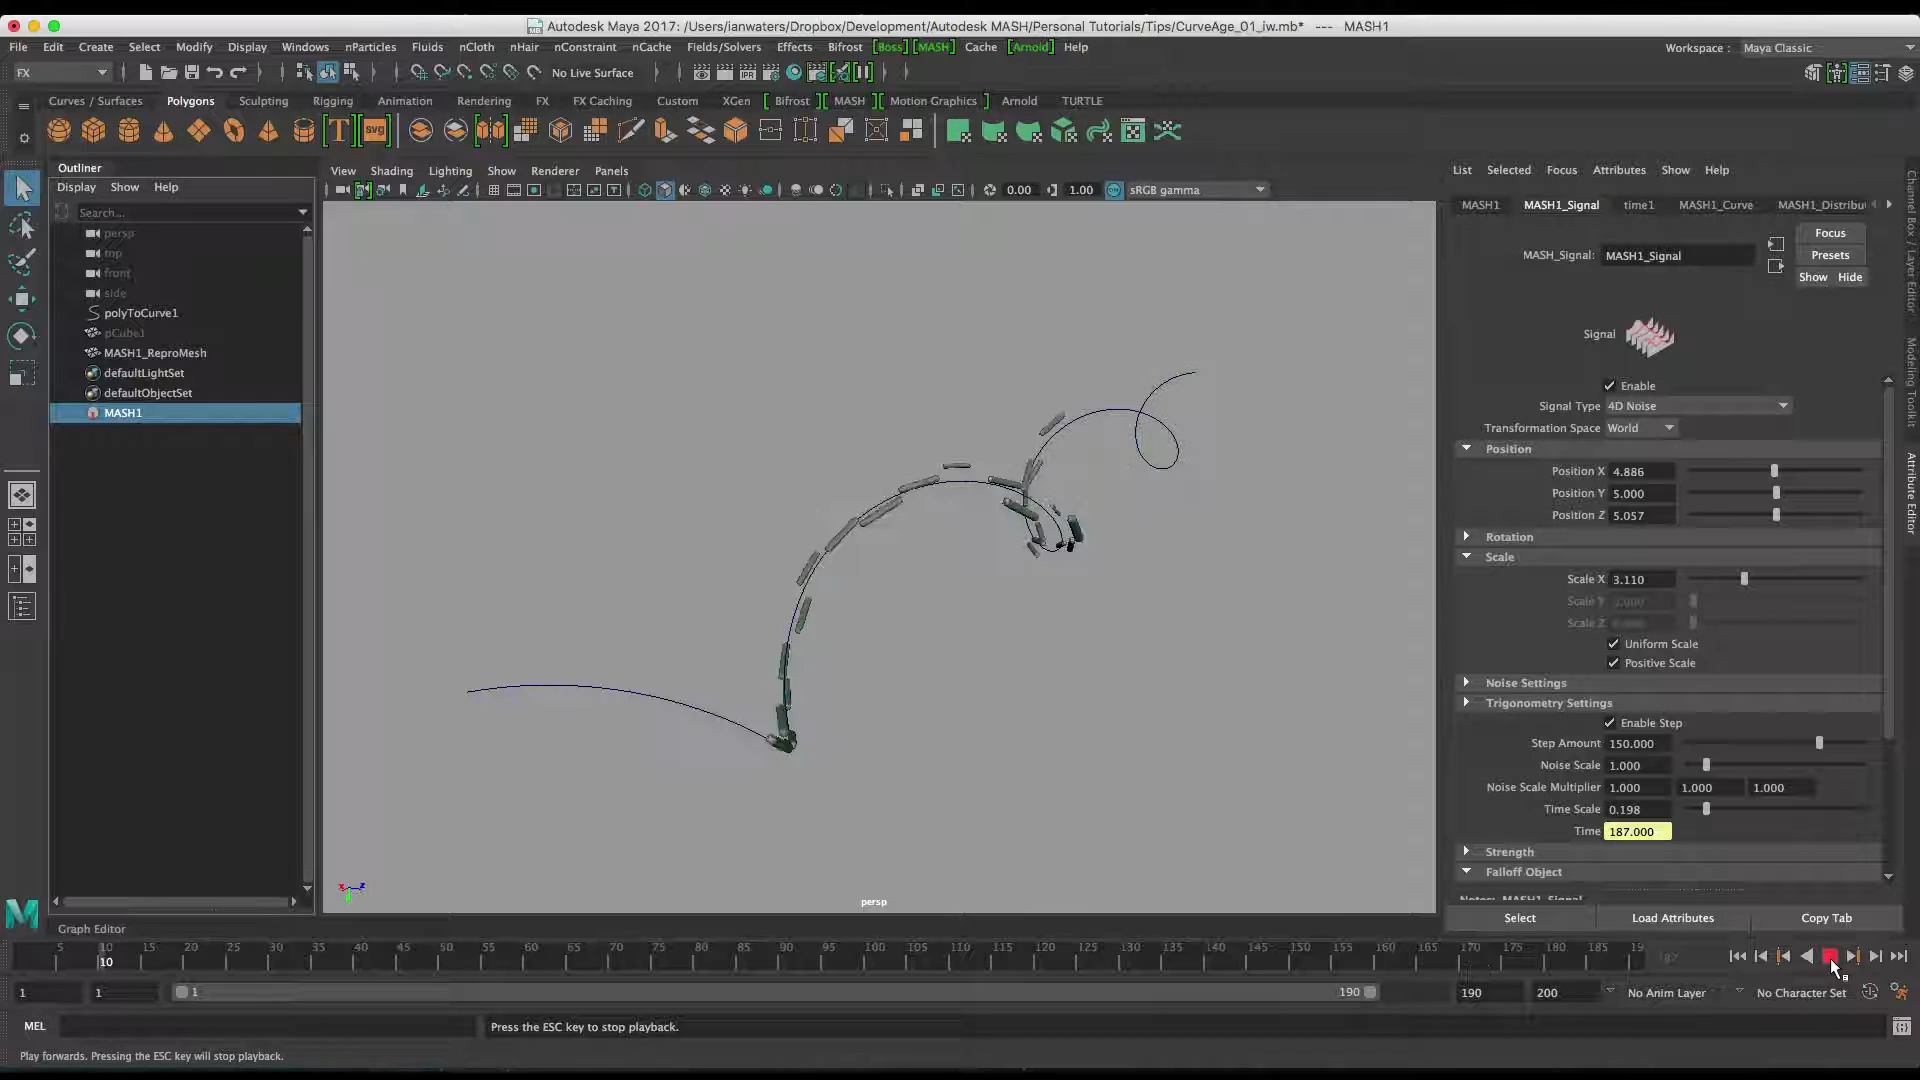 Autodesk Maya 2017: /Users/ianwaters/Dropbox/Development/Autodesk MASH/Personal Tutorials/Tips/CurveAge_01_iw.mb* --- MASH1
File Edit Create Select Modify Display Windows nParticles Fluids nCloth nHair nConstraint nCache Fields/Solvers Effects Bifrost [Boss] [MASH] Cache [Arnold] Help Workspace : Maya Classic
FX No Live Surface
Curves / Surfaces Polygons Sculpting Rigging Animation Rendering FX FX Caching Custom XGen Bifrost MASH Motion Graphics Arnold TURTLE
T svg
Outliner
Display Show Help
Search...
persp
top
front
side
polyToCurve1
pCube1
MASH1_ReproMesh
defaultLightSet
defaultObjectSet
MASH1
View Shading Lighting Show Renderer Panels
0.00 1.00 sRGB gamma
x z
persp
List Selected Focus Attributes Show Help
MASH1 MASH1_Signal time1 MASH1_Curve MASH1_Distribu
MASH_Signal: MASH1_Signal
Focus
Presets
Show Hide
Signal
Enable
Signal Type 4D Noise
Transformation Space World
Position
Position X 4.886
Position Y 5.000
Position Z 5.057
Rotation
Scale
Scale X 3.110
Scale Y
Scale Z
Uniform Scale
Positive Scale
Noise Settings
Trigonometry Settings
Enable Step
Step Amount 150.000
Noise Scale 1.000
Noise Scale Multiplier 1.000 1.000 1.000
Time Scale 0.198
Time 187.000
Strength
Falloff Object
Notes: MASH1_Signal
Select Load Attributes Copy Tab
Channel Box / Layer Editor
Modeling Toolkit
Attribute Editor
Graph Editor
5 10 15 20 25 30 35 40 45 50 55 60 65 70 75 80 85 90 95 100 105 110 115 120 125 130 135 140 145 150 155 160 165 170 175 180 185 19 187
10
1 1 1 190 190 200 No Anim Layer No Character Set
MEL Press the ESC key to stop playback.
Play forwards. Pressing the ESC key will stop playback.